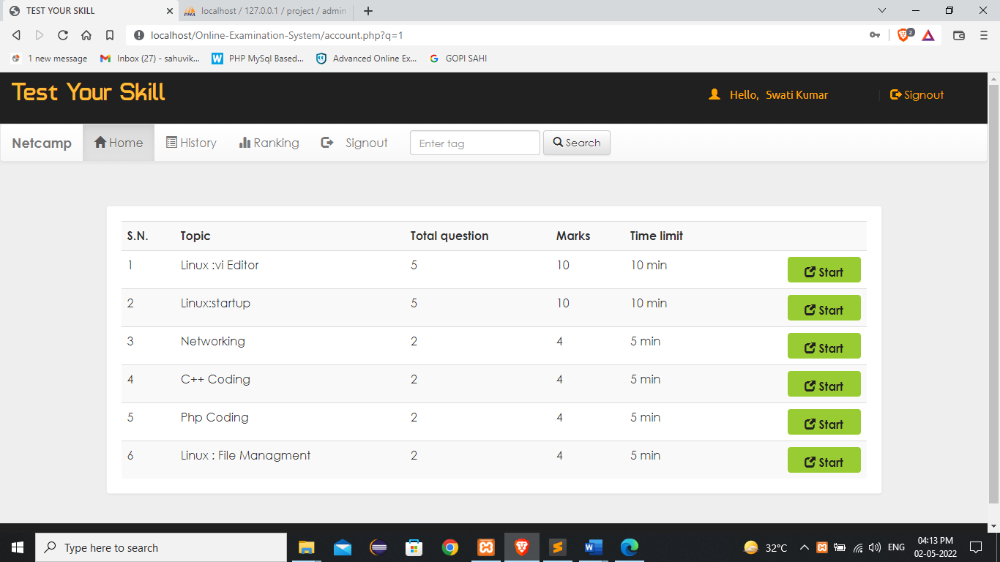 TEST YOUR SKILL
localhost / 127.0.0.1 / project / admin
localhost/Online-Examination-System/account.php?q=1
2
1 new message
Inbox (27) - sahuvik...
PHP MySql Based...
Advanced Online Ex...
GOPI SAHI
Test Your Skill
Hello, Swati Kumar
Signout
Netcamp
Home
History
Ranking
Signout
Enter tag
Search
S.N. Topic Total question Marks Time limit
1 Linux :vi Editor 5 10 10 min Start
2 Linux:startup 5 10 10 min Start
3 Networking 2 4 5 min Start
4 C++ Coding 2 4 5 min Start
5 Php Coding 2 4 5 min Start
6 Linux : File Managment 2 4 5 min Start
Type here to search
32°C
ENG
04:13 PM
02-05-2022